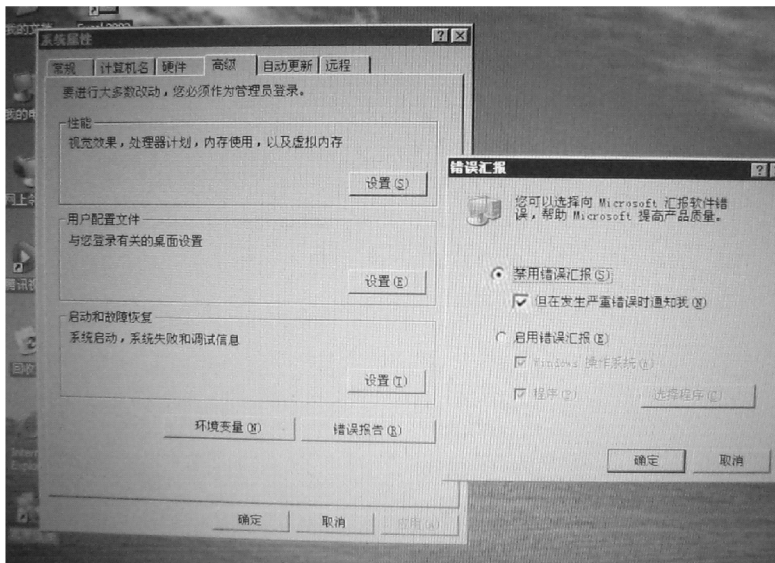 Excel 2003
系统属性
常规 计算机名 硬件 高级 自动更新 远程
要进行大多数改动,您必须作为管理员登录。
性能
视觉效果,处理器计划,内存使用,以及虚拟内存
设置(S)
用户配置文件
与您登录有关的桌面设置
设置(E)
启动和故障恢复
系统启动,系统失败和调试信息
设置(T)
环境变量(N) 错误报告(R)
确定 取消 应用(A)
错误汇报
您可以选择向 Microsoft 汇报软件错
误,帮助 Microsoft 提高产品质量。
禁用错误汇报(S)
但在发生严重错误时通知我(N)
启用错误汇报(E)
Windows 操作系统(W)
程序(P) 选择程序(C)
确定 取消